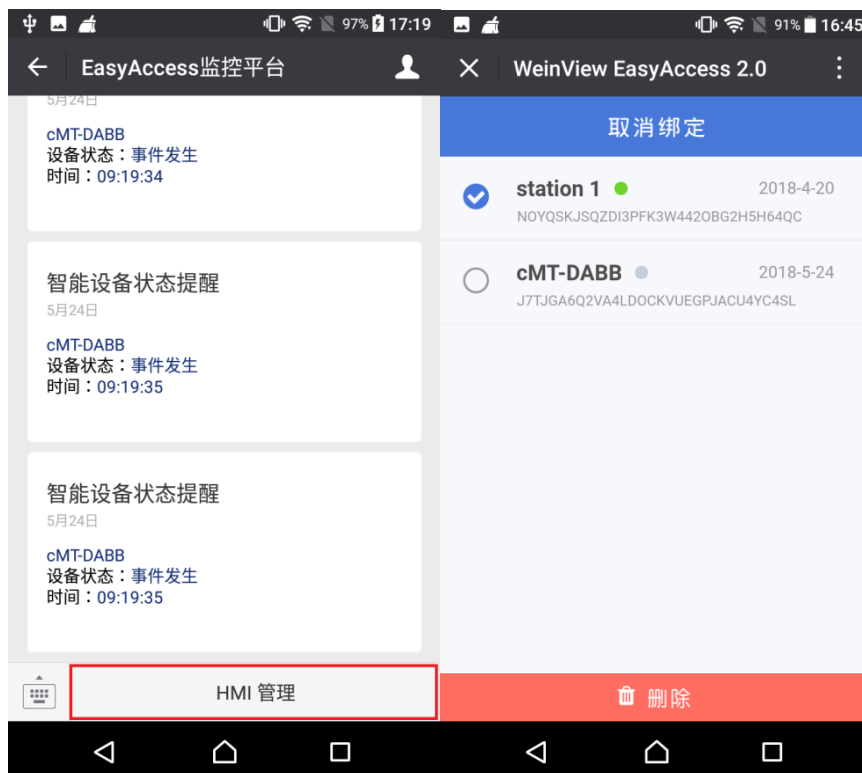 97% 17:19
EasyAccess监控平台
5月24日
cMT-DABB
设备状态：事件发生
时间：09:19:34
智能设备状态提醒
5月24日
cMT-DABB
设备状态：事件发生
时间：09:19:35
智能设备状态提醒
5月24日
cMT-DABB
设备状态：事件发生
时间：09:19:35
HMI 管理
91% 16:45
WeinView EasyAccess 2.0
取消绑定
station 1 2018-4-20
NOYQSKJSQZDI3PFK3W442OBG2H5H64QC
cMT-DABB 2018-5-24
J7TJGA6Q2VA4LDOCKVUEGPJACU4YC4SL
删除